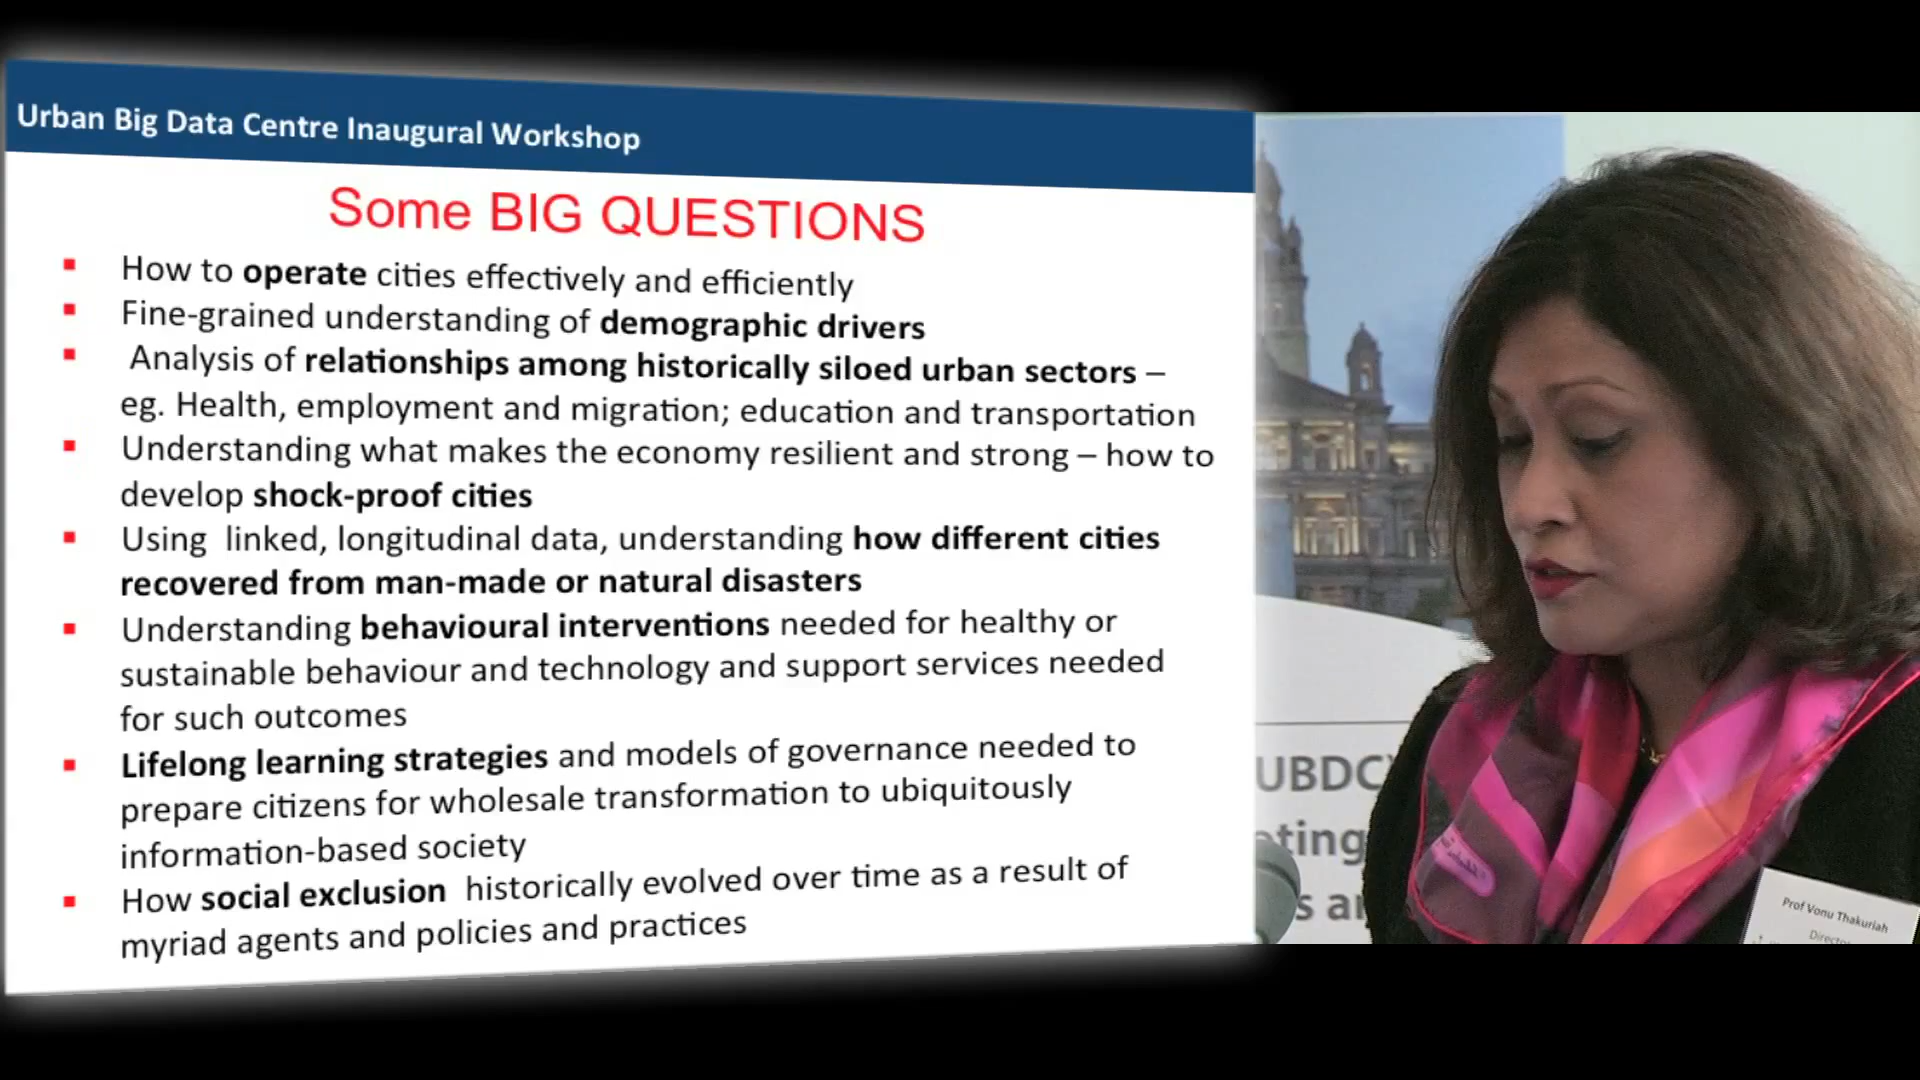 Urban Big Data Centre Inaugural Workshop
Some BIG QUESTIONS
▪ How to operate cities effectively and efficiently
▪ Fine-grained understanding of demographic drivers
▪ Analysis of relationships among historically siloed urban sectors –
eg. Health, employment and migration; education and transportation
▪ Understanding what makes the economy resilient and strong – how to
develop shock-proof cities
▪ Using linked, longitudinal data, understanding how different cities
recovered from man-made or natural disasters
▪ Understanding behavioural interventions needed for healthy or
sustainable behaviour and technology and support services needed
for such outcomes
▪ Lifelong learning strategies and models of governance needed to
prepare citizens for wholesale transformation to ubiquitously
information-based society
▪ How social exclusion historically evolved over time as a result of
myriad agents and policies and practices
UBDC
Prof Vonu Thakuriah